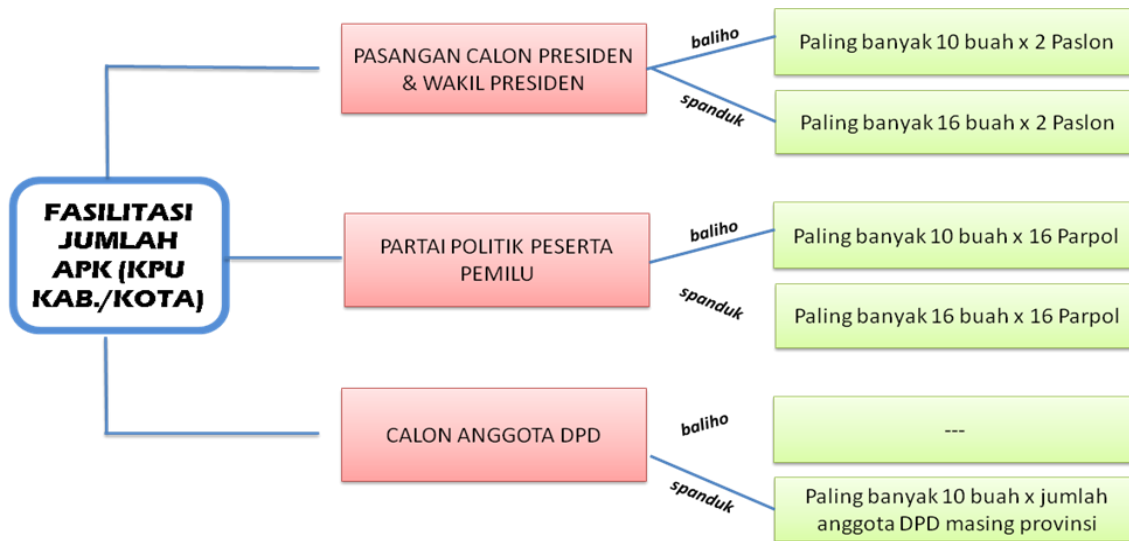 FASILITASI
JUMLAH
APK (KPU
KAB./KOTA)
PASANGAN CALON PRESIDEN
& WAKIL PRESIDEN
baliho
Paling banyak 10 buah x 2 Paslon
spanduk
Paling banyak 16 buah x 2 Paslon
PARTAI POLITIK PESERTA
PEMILU
baliho
Paling banyak 10 buah x 16 Parpol
spanduk
Paling banyak 16 buah x 16 Parpol
CALON ANGGOTA DPD
baliho
---
spanduk
Paling banyak 10 buah x jumlah
anggota DPD masing provinsi